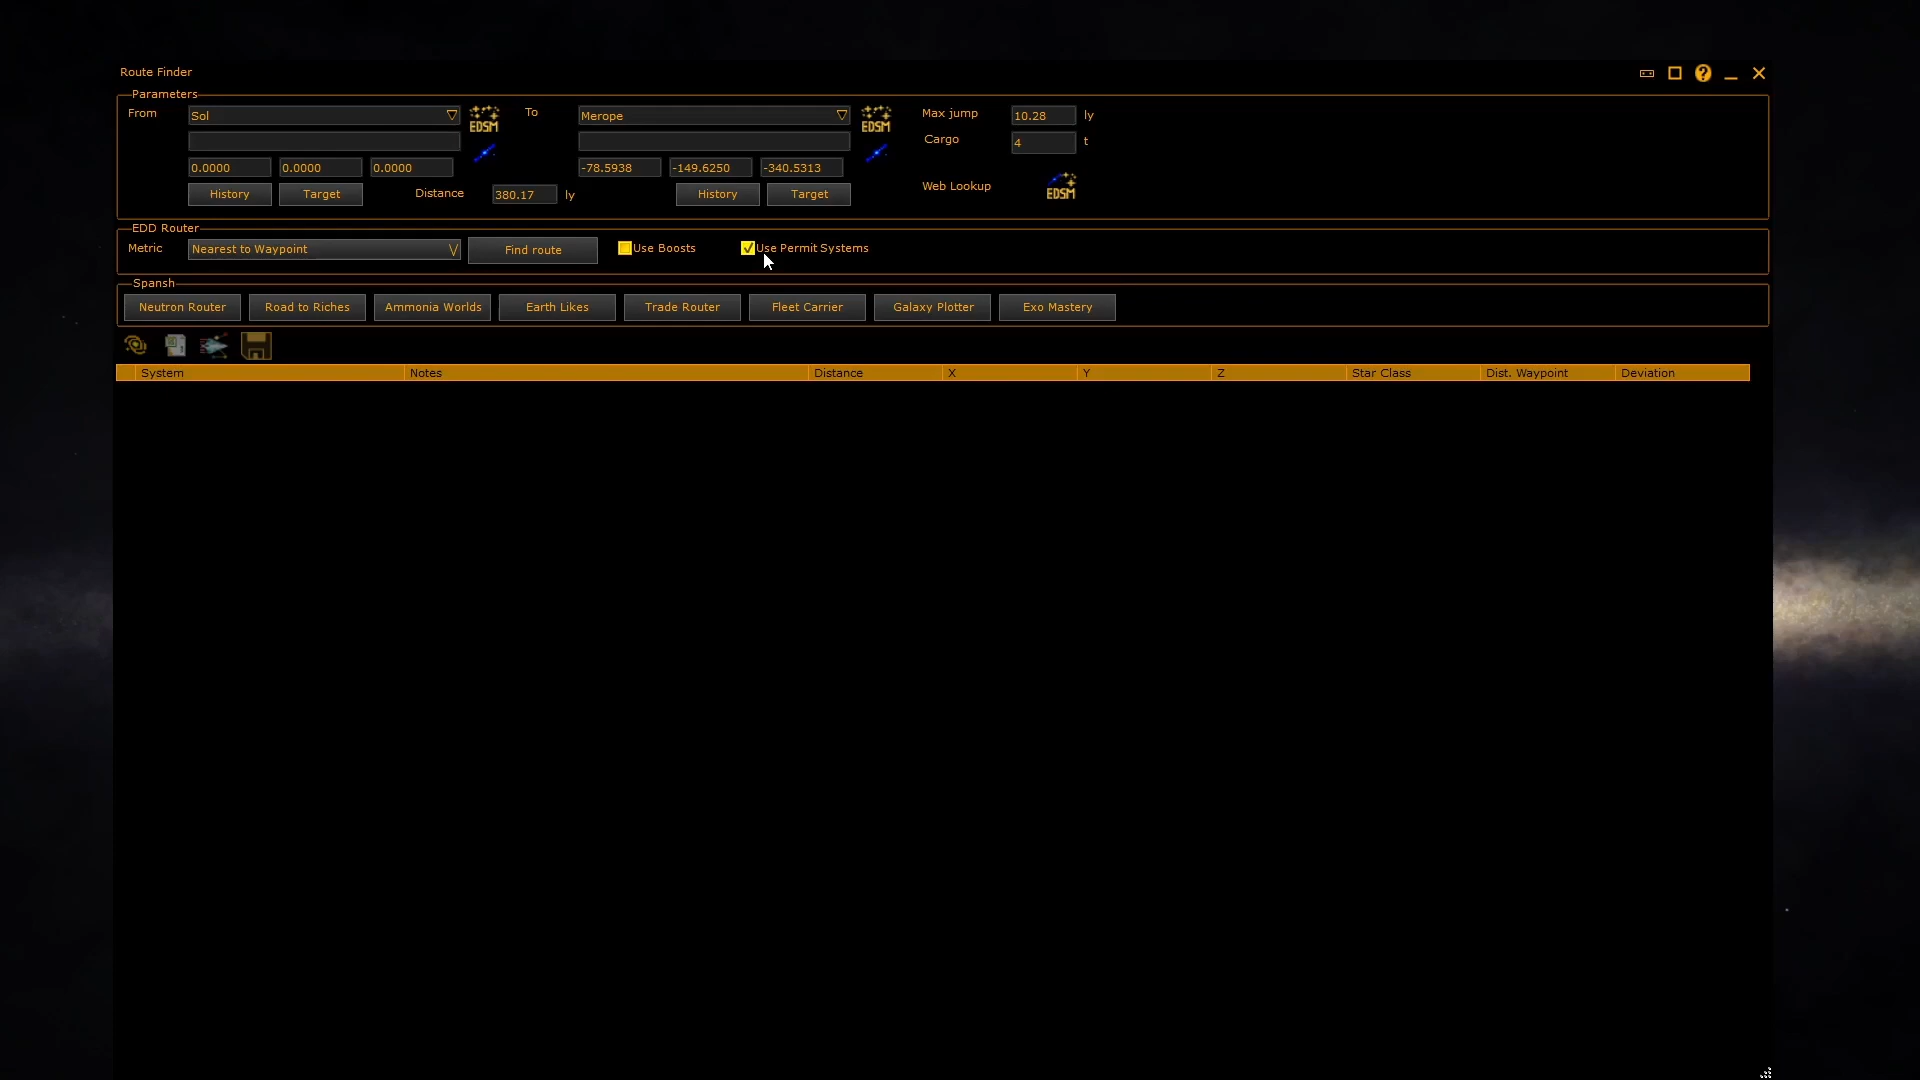 Route Finder
Parameters
From Sol EDSM To Merope EDSM Max jump 10.28 ly
Cargo 4 t
0.0000 0.0000 0.0000 -78.5938 -149.6250 -340.5313
Web Lookup EDSM
History Target Distance 380.17 ly History Target
EDD Router
Metric Nearest to Waypoint Find route Use Boosts Use Permit Systems
Spansh
Neutron Router Road to Riches Ammonia Worlds Earth Likes Trade Router Fleet Carrier Galaxy Plotter Exo Mastery
System Notes Distance X Y Z Star Class Dist. Waypoint Deviation